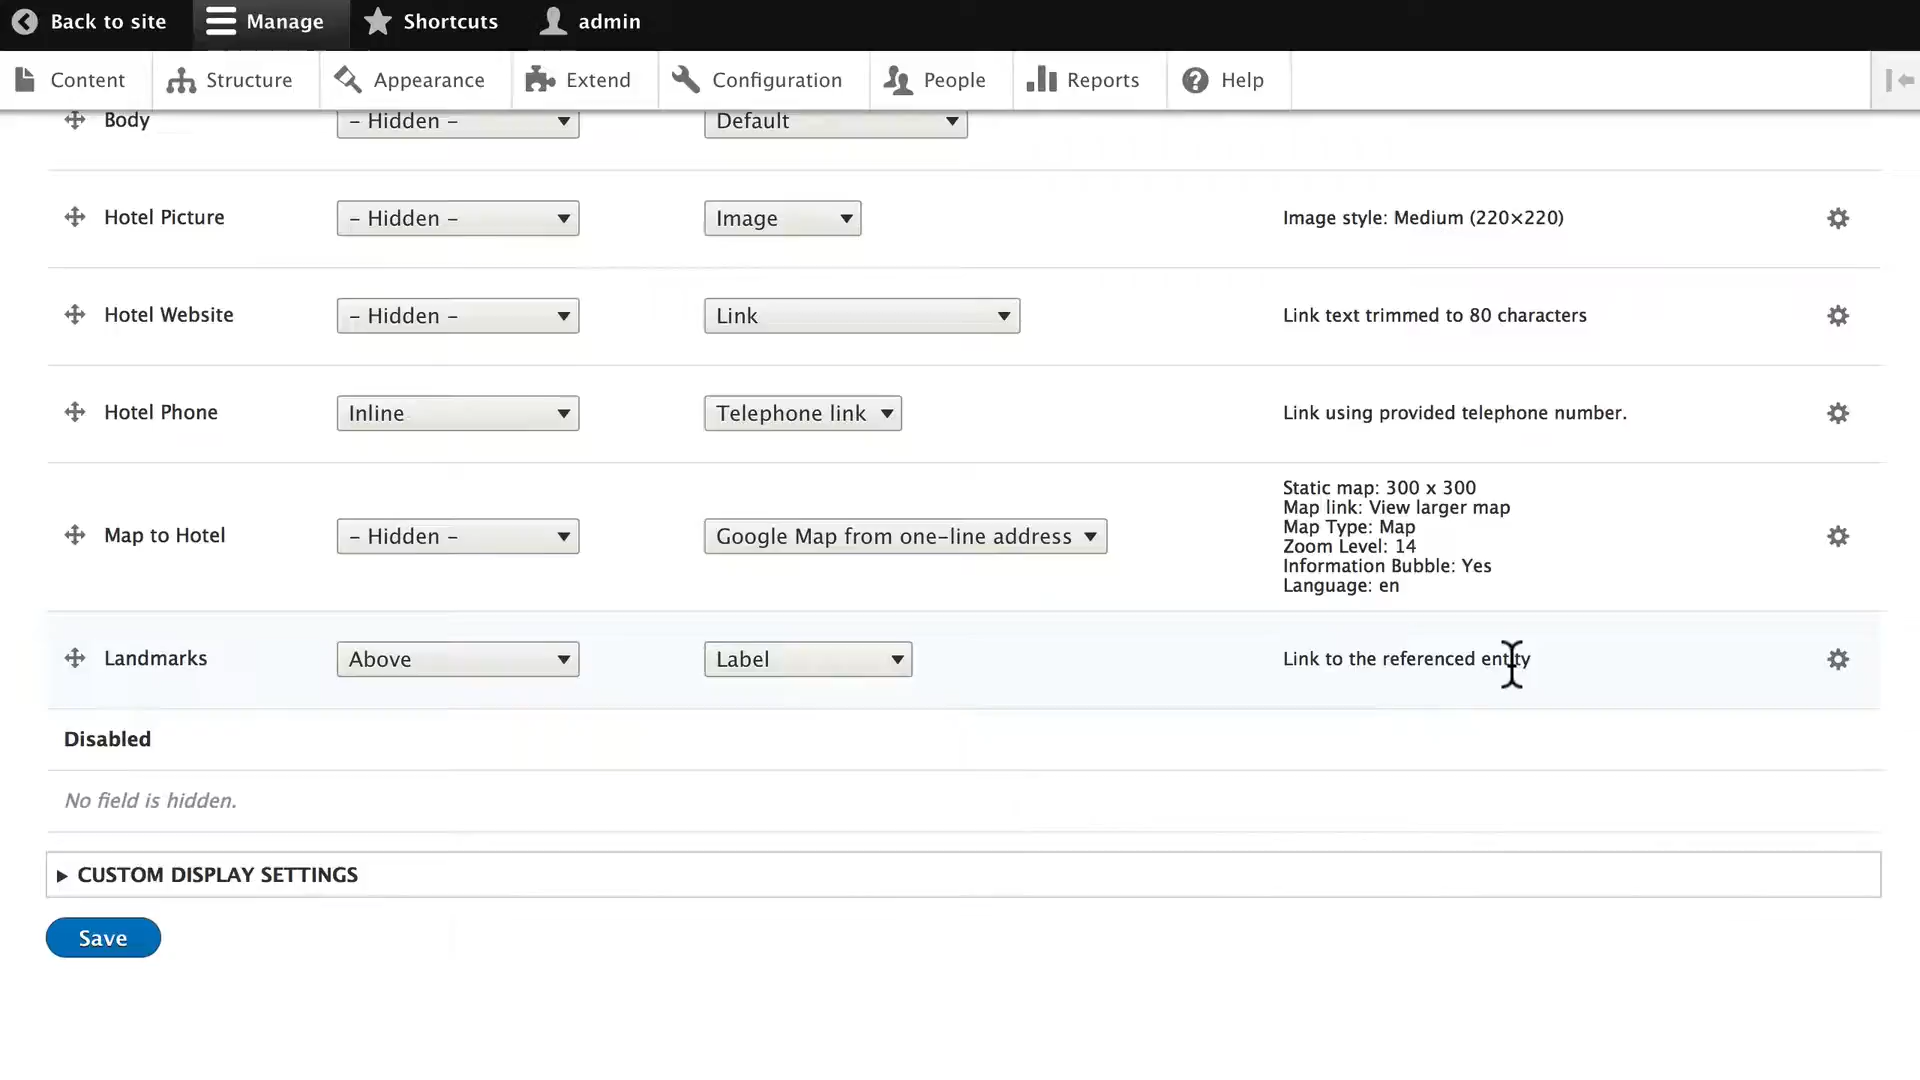 Back to site Manage Shortcuts admin
Content Structure Appearance Extend Configuration People Reports Help
Body - Hidden - Default
Hotel Picture - Hidden - Image Image style: Medium (220×220)
Hotel Website - Hidden - Link Link text trimmed to 80 characters
Hotel Phone Inline Telephone link Link using provided telephone number.
Map to Hotel - Hidden - Google Map from one-line address
Static map: 300 x 300
Map link: View larger map
Map Type: Map
Zoom Level: 14
Information Bubble: Yes
Language: en
Landmarks Above Label Link to the referenced entity
Disabled
No field is hidden.
CUSTOM DISPLAY SETTINGS
Save